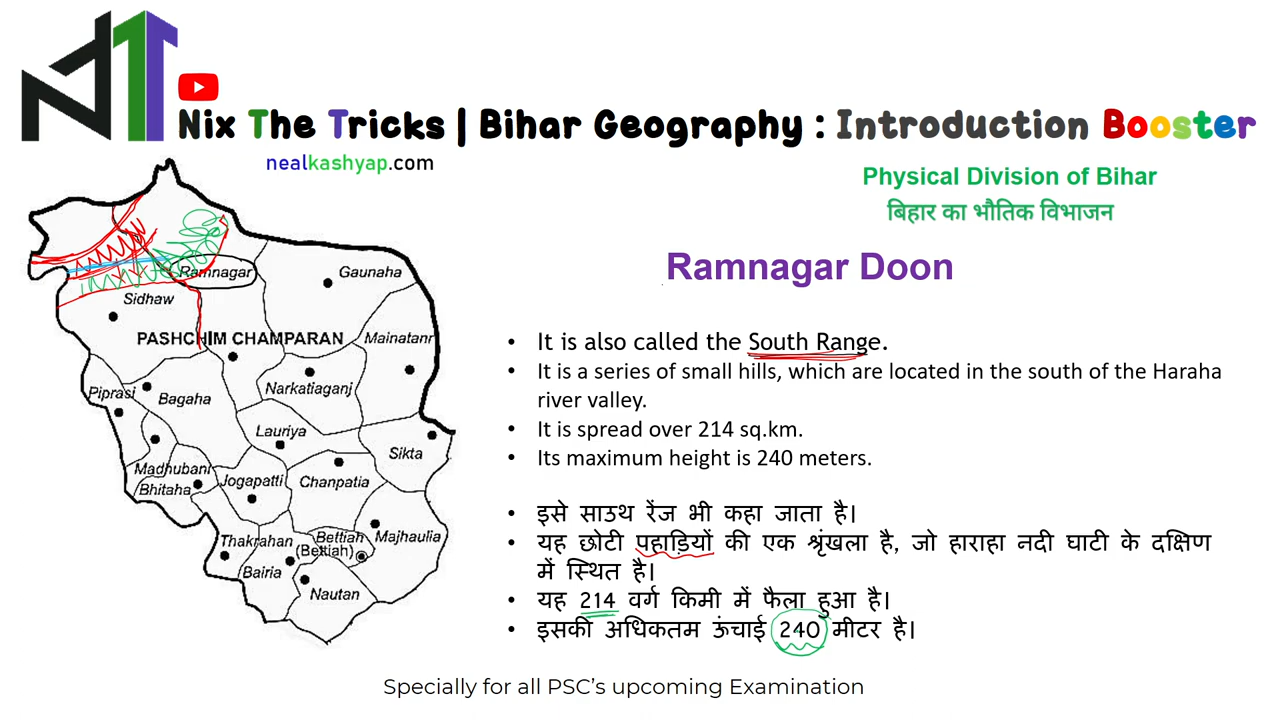 Nix The Tricks | Bihar Geography : Introduction Booster
nealkashyap.com
Physical Division of Bihar
बिहार का भौतिक विभाजन
Ramnagar Doon
Ramnagar
Gaunaha
Sidhaw
PASHCHIM CHAMPARAN
Mainatanr
Piprasi
Bagaha
Narkatiaganj
Lauriya
Sikta
Madhubani
Bhitaha
Jogapatti
Chanpatia
Thakrahan
Bettiah
(Bettiah)
Majhaulia
Bairia
Nautan
• It is also called the South Range.
• It is a series of small hills, which are located in the south of the Haraha
river valley.
• It is spread over 214 sq.km.
• Its maximum height is 240 meters.
• इसे साउथ रेंज भी कहा जाता है।
• यह छोटी पहाड़ियों की एक श्रृंखला है, जो हाराहा नदी घाटी के दक्षिण
में स्थित है।
• यह 214 वर्ग किमी में फैला हुआ है।
• इसकी अधिकतम ऊंचाई 240 मीटर है।
Specially for all PSC’s upcoming Examination